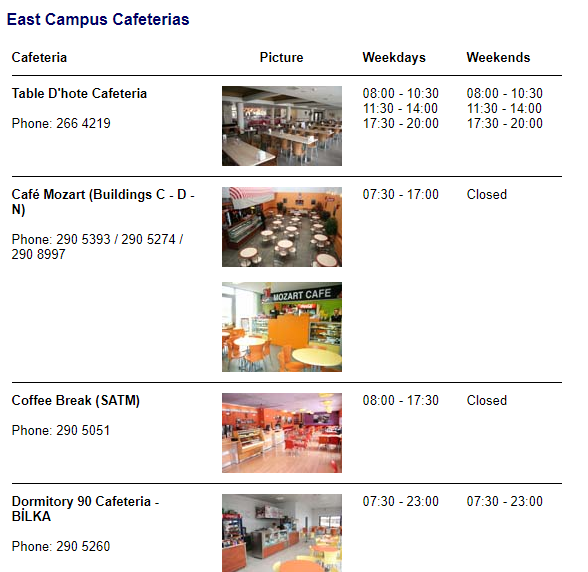 East Campus Cafeterias
Cafeteria Picture Weekdays Weekends
Table D'hote Cafeteria
Phone: 266 4219
08:00 - 10:30
11:30 - 14:00
17:30 - 20:00
08:00 - 10:30
11:30 - 14:00
17:30 - 20:00
Café Mozart (Buildings C - D -
N)
Phone: 290 5393 / 290 5274 /
290 8997
MOZART CAFE
07:30 - 17:00
Closed
Coffee Break (SATM)
Phone: 290 5051
08:00 - 17:30
Closed
Dormitory 90 Cafeteria -
BİLKA
Phone: 290 5260
07:30 - 23:00
07:30 - 23:00